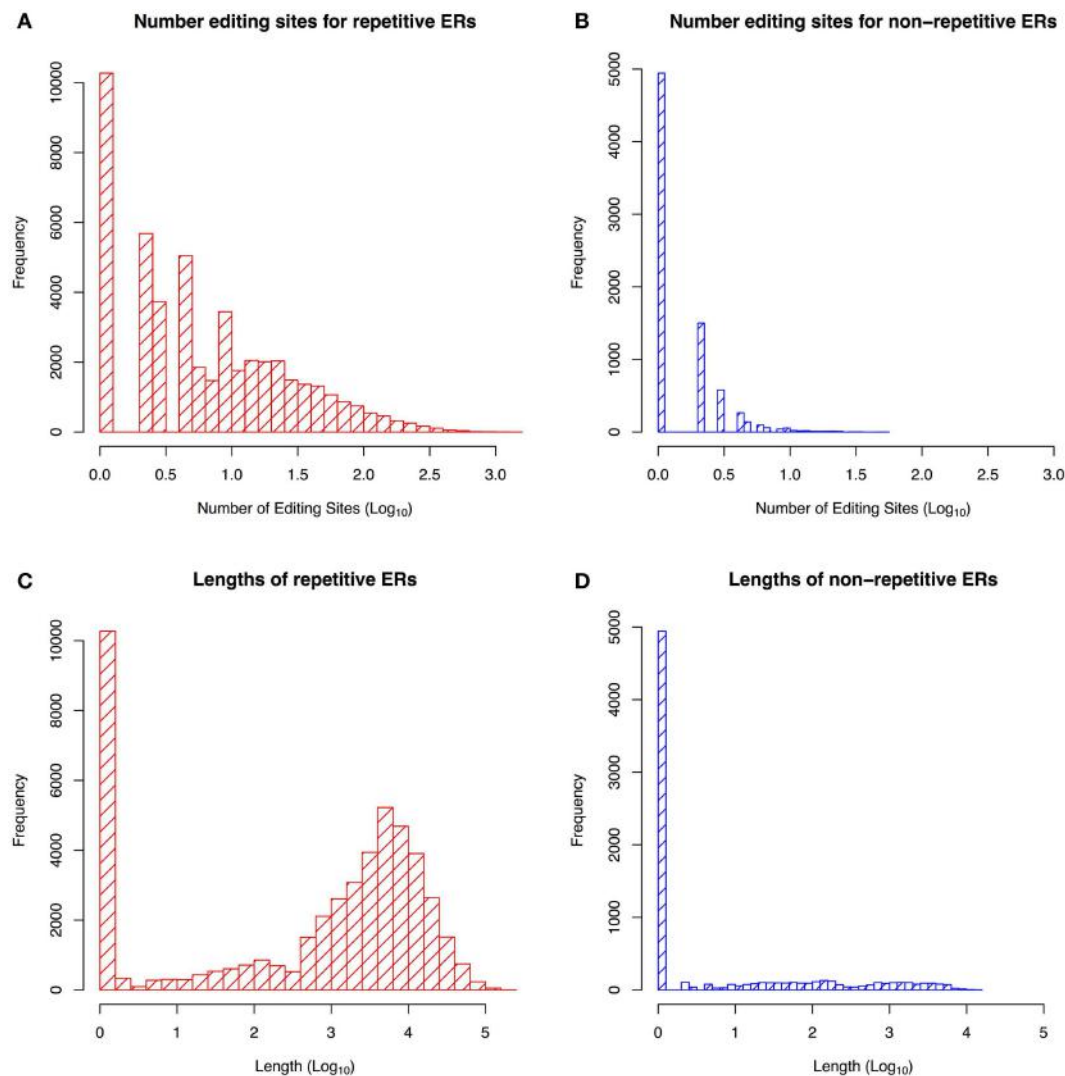 A Number editing sites for repetitive ERs
Frequency
10000
8000
6000
4000
2000
0
0.0 0.5 1.0 1.5 2.0 2.5 3.0
Number of Editing Sites (Log₁₀)
B Number editing sites for non−repetitive ERs
Frequency
5000
4000
3000
2000
1000
0
0.0 0.5 1.0 1.5 2.0 2.5 3.0
Number of Editing Sites (Log₁₀)
C Lengths of repetitive ERs
Frequency
10000
8000
6000
4000
2000
0
0 1 2 3 4 5
Length (Log₁₀)
D Lengths of non−repetitive ERs
Frequency
5000
4000
3000
2000
1000
0
0 1 2 3 4 5
Length (Log₁₀)